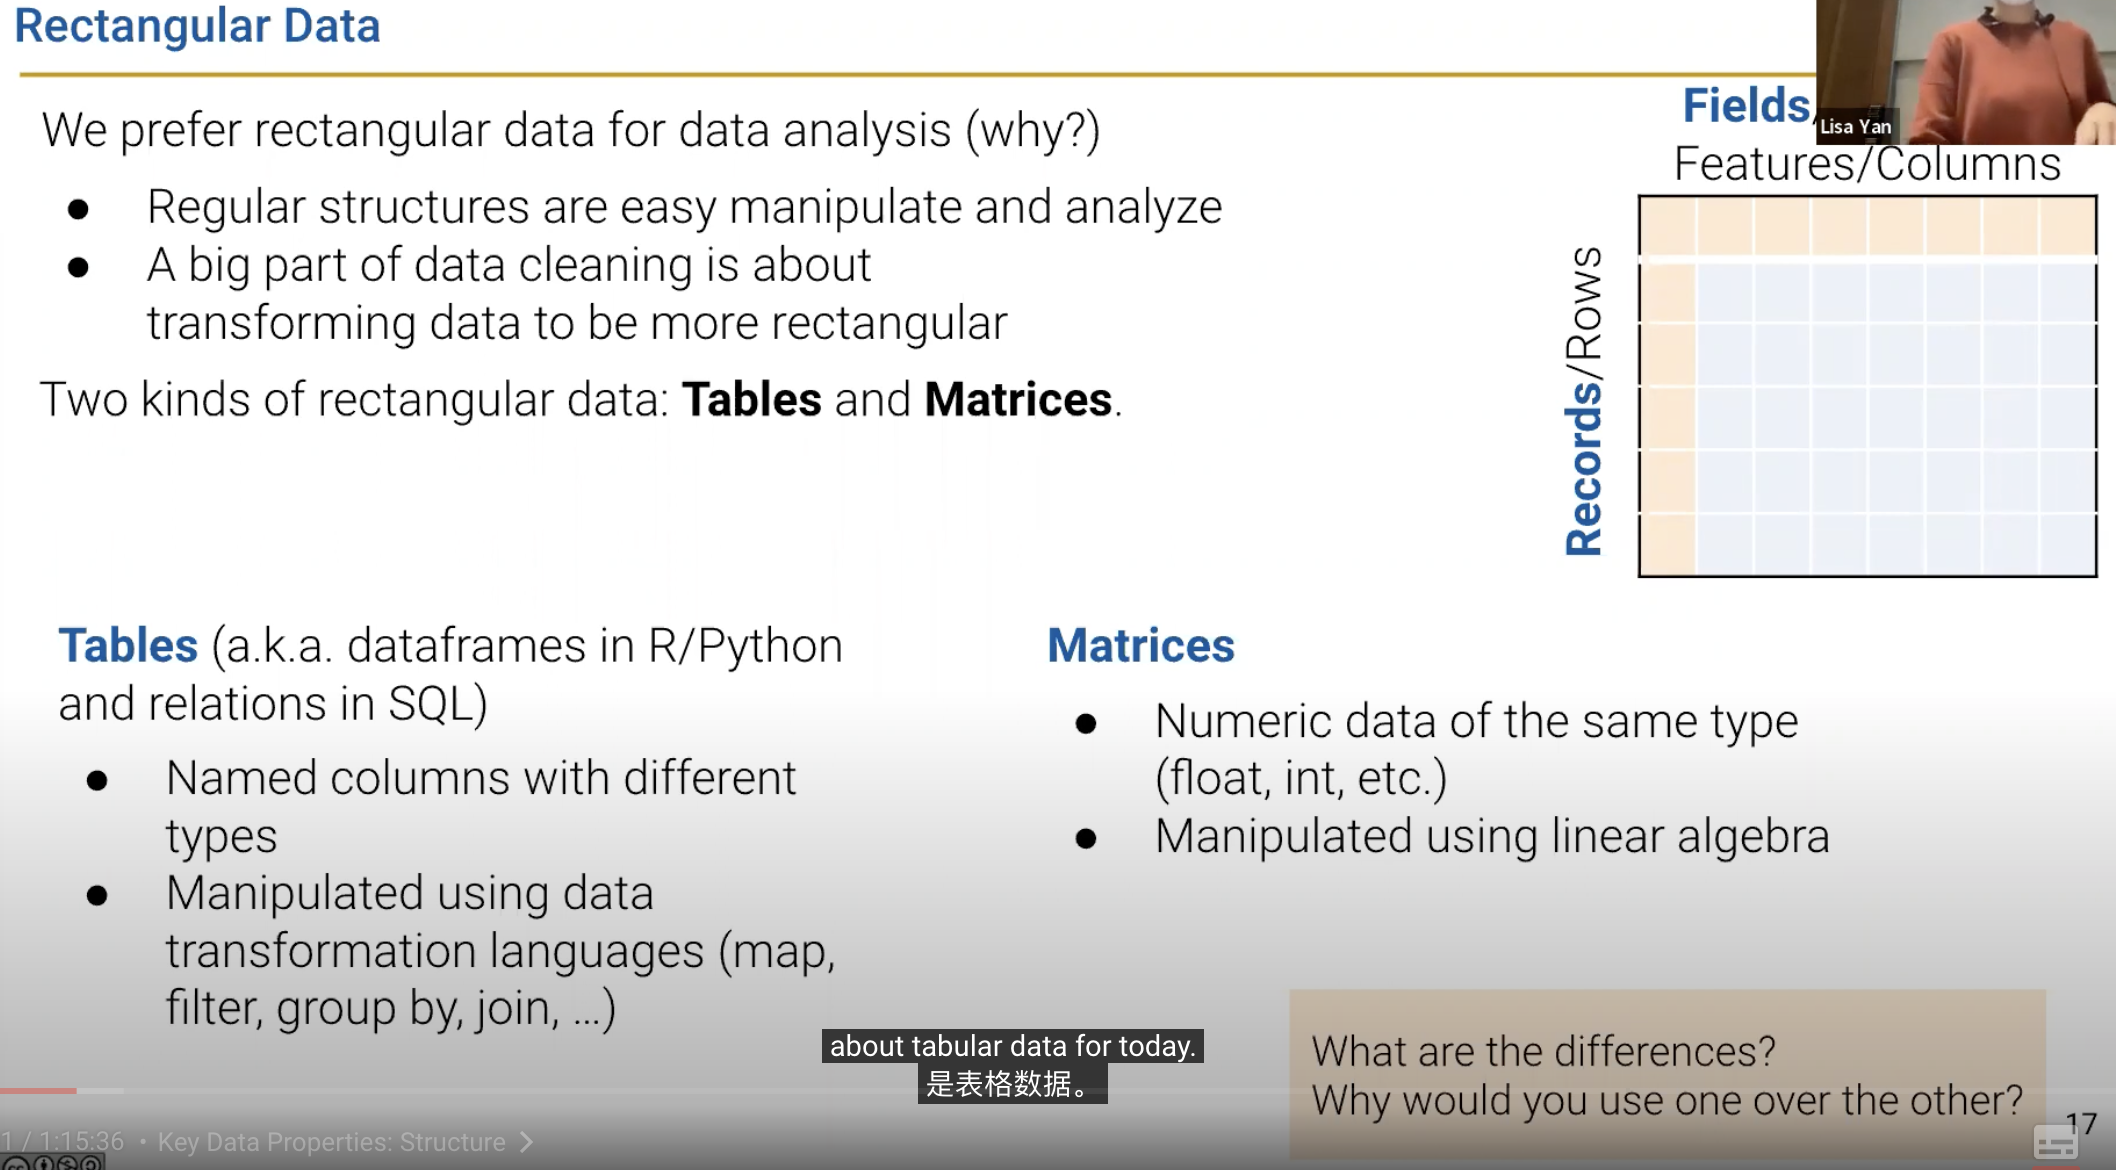 Rectangular Data
We prefer rectangular data for data analysis (why?)
● Regular structures are easy manipulate and analyze
● A big part of data cleaning is about
transforming data to be more rectangular
Two kinds of rectangular data: Tables and Matrices.
Lisa Yan
Fields
Features/Columns
Records/Rows
Tables (a.k.a. dataframes in R/Python
and relations in SQL)
● Named columns with different
types
● Manipulated using data
transformation languages (map,
filter, group by, join, ...)
Matrices
● Numeric data of the same type
(float, int, etc.)
● Manipulated using linear algebra
What are the differences?
Why would you use one over the other?
about tabular data for today.
是表格数据。
17
1 / 1:15:36 • Key Data Properties: Structure >